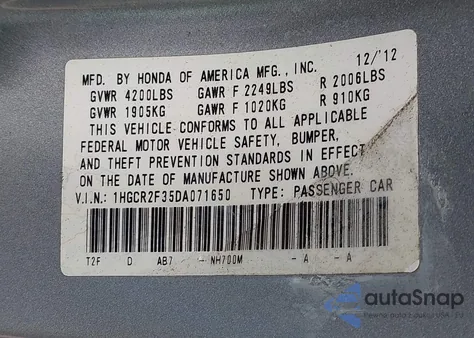 MFD. BY HONDA OF AMERICA MFG., INC. 12/'12
GVWR 4200LBS GAWR F 2249LBS R 2006LBS
GVWR 1905KG GAWR F 1020KG R 910KG
THIS VEHICLE CONFORMS TO ALL APPLICABLE
FEDERAL MOTOR VEHICLE SAFETY, BUMPER,
AND THEFT PREVENTION STANDARDS IN EFFECT
ON THE DATE OF MANUFACTURE SHOWN ABOVE.
V.I.N.: 1HGCR2F35DA071650 TYPE: PASSENGER CAR
T2F D AB7 - NH700M - A - A
autoSnap